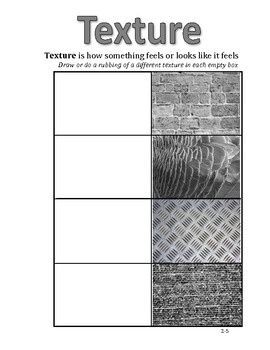 Texture
Texture is how something feels or looks like it feels
Draw or do a rubbing of a different texture in each empty box
2-5